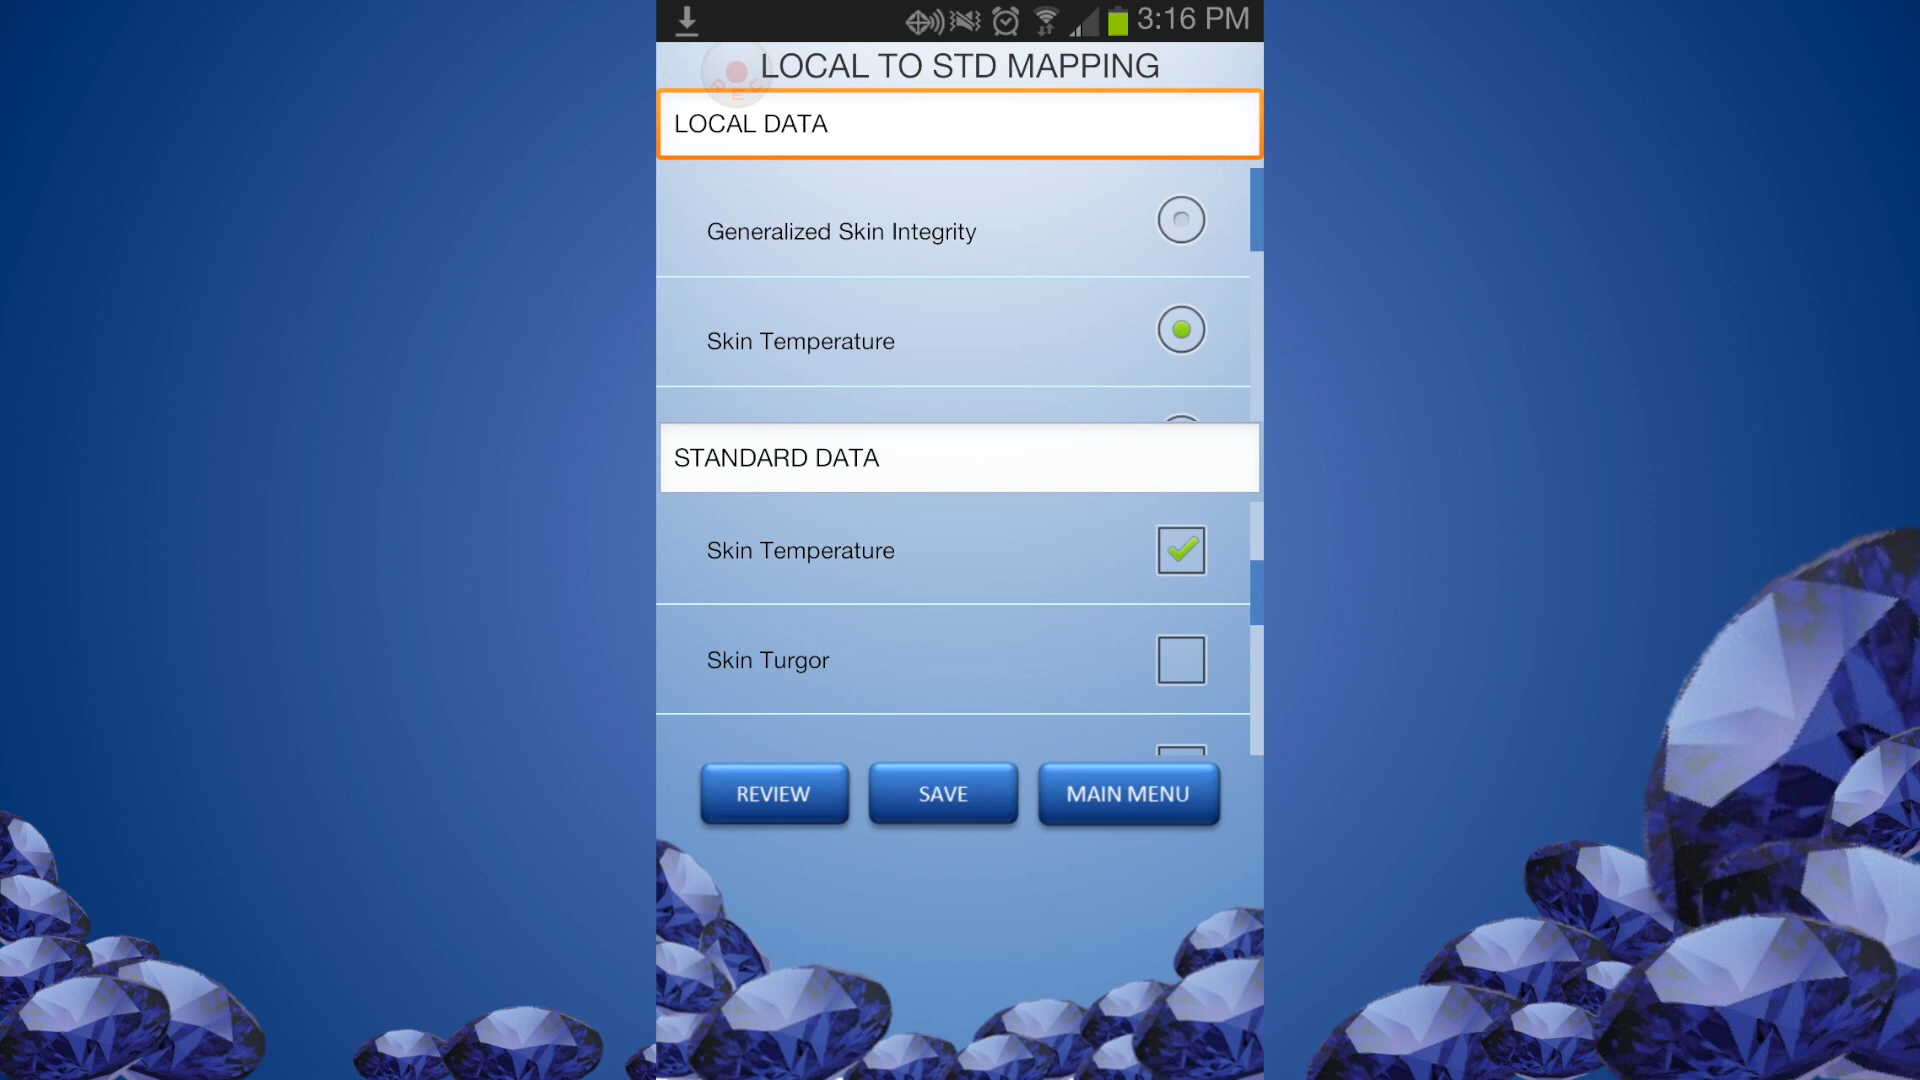 3:16 PM
LOCAL TO STD MAPPING
REC
LOCAL DATA
Generalized Skin Integrity
Skin Temperature
STANDARD DATA
Skin Temperature
Skin Turgor
REVIEW
SAVE
MAIN MENU